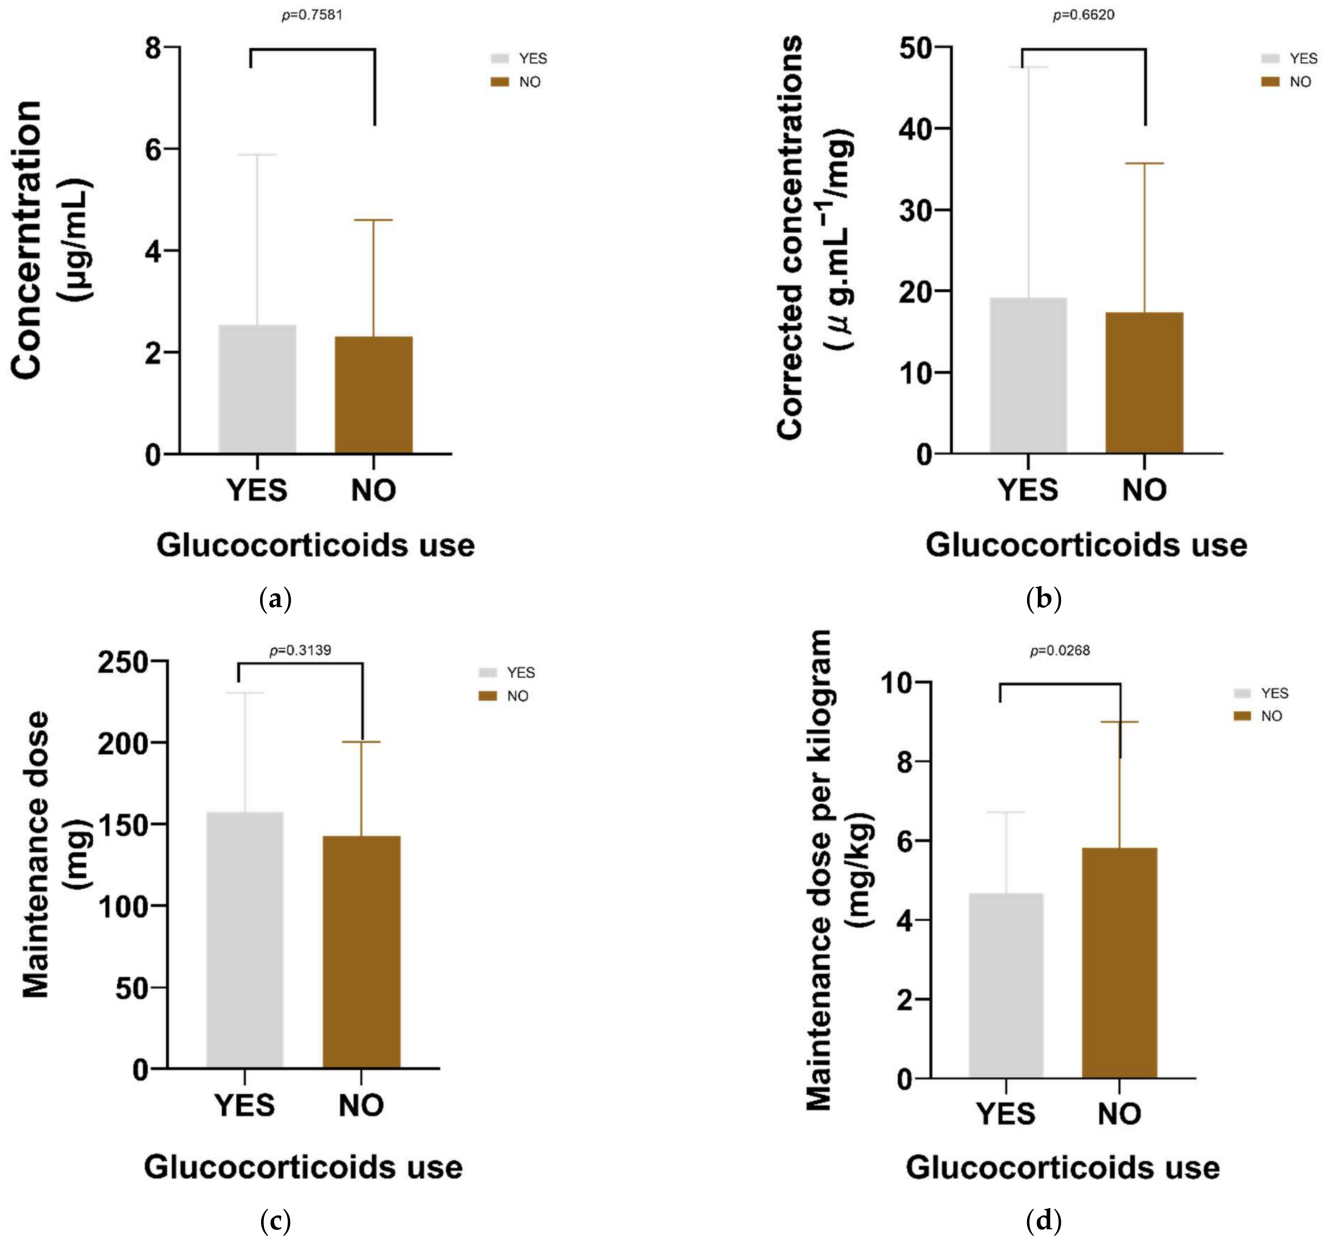 p=0.7581
8
6
4
2
0
Concerntration
(µg/mL)
YES
NO
YES
NO
Glucocorticoids use
(a)
p=0.6620
50
40
30
20
10
0
Corrected concentrations
(μg.mL⁻¹/mg)
YES
NO
YES
NO
Glucocorticoids use
(b)
p=0.3139
250
200
150
100
50
0
Maintenance dose
(mg)
YES
NO
YES
NO
Glucocorticoids use
(c)
p=0.0268
10
8
6
4
2
0
Maintenance dose per kilogram
(mg/kg)
YES
NO
YES
NO
Glucocorticoids use
(d)